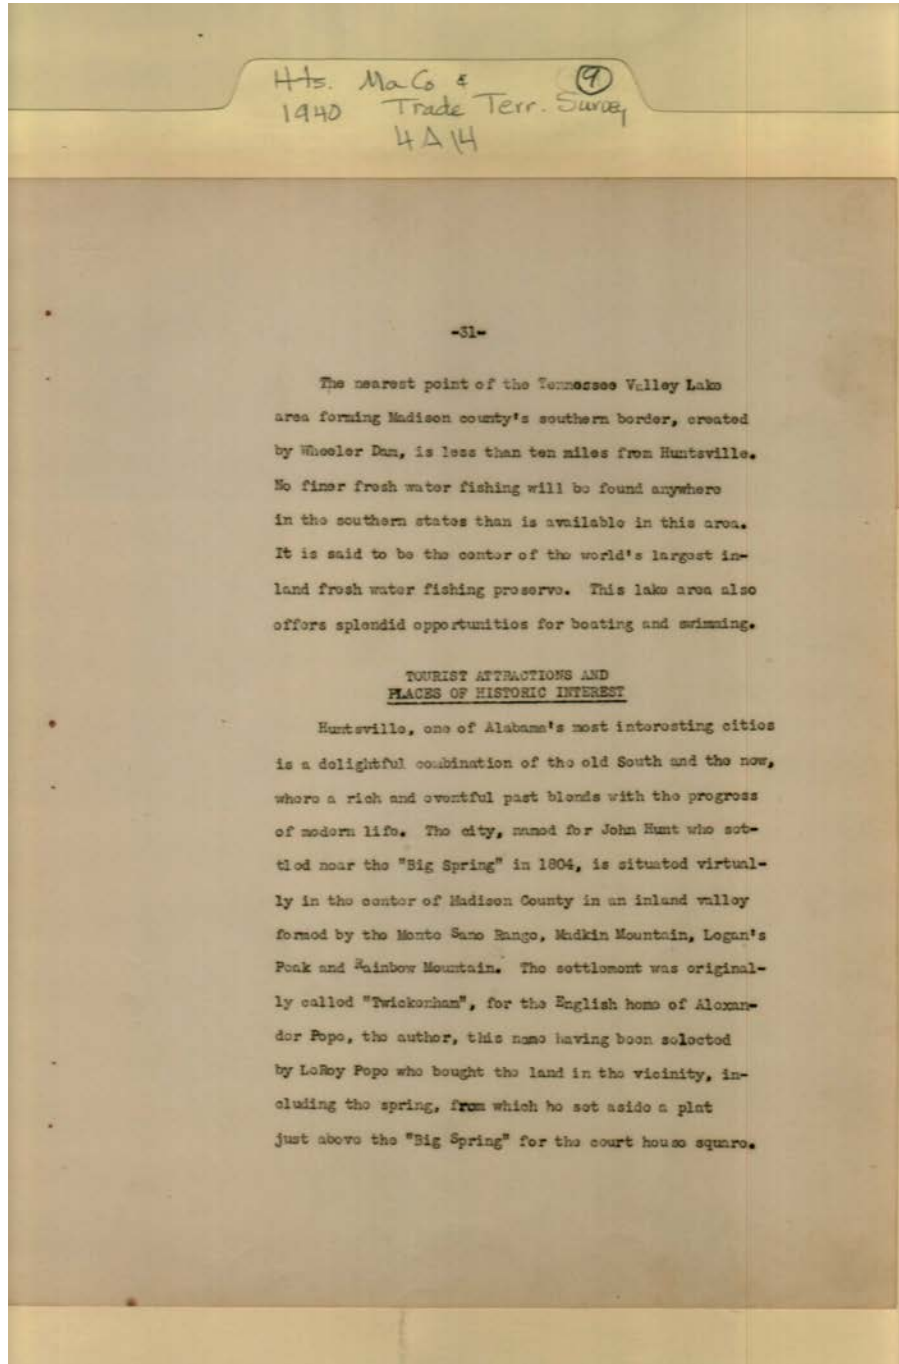 Hts. Ma Co & 9
1940 Trade Terr. Survey
4A14
-31-
The nearest point of the Tennessee Valley Lake
area forming Madison county's southern border, created
by Wheeler Dam, is less than ten miles from Huntsville.
No finer fresh water fishing will be found anywhere
in the southern states than is available in this area.
It is said to be the center of the world's largest in-
land fresh water fishing preserve. This lake area also
offers splendid opportunities for boating and swimming.
TOURIST ATTRACTIONS AND
PLACES OF HISTORIC INTEREST
Huntsville, one of Alabama's most interesting cities
is a delightful combination of the old South and the new,
where a rich and eventful past blends with the progress
of modern life. The city, named for John Hunt who set-
tled near the "Big Spring" in 1804, is situated virtual-
ly in the center of Madison County in an inland valley
formed by the Monte Sano Range, Madkin Mountain, Logan's
Peak and Rainbow Mountain. The settlement was original-
ly called "Twickenham", for the English home of Alexan-
der Pope, the author, this name having been selected
by LeRoy Pope who bought the land in the vicinity, in-
cluding the spring, from which he set aside a plat
just above the "Big Spring" for the court house square.